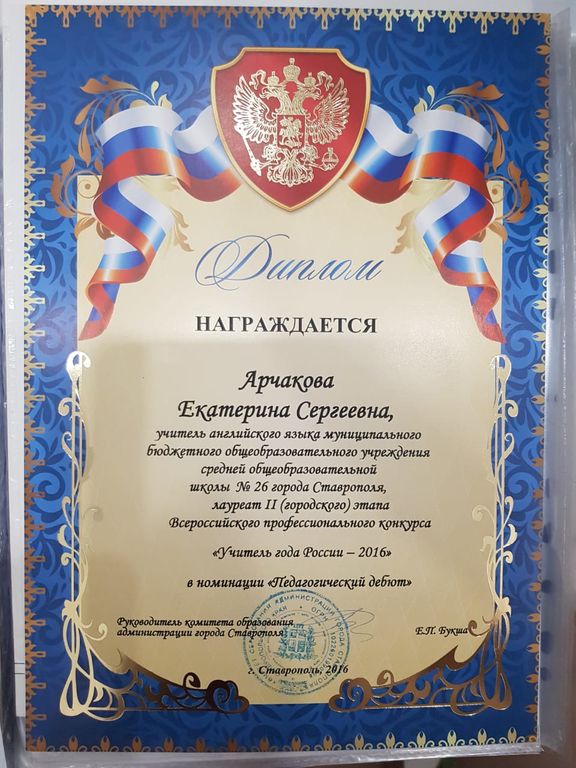 Диплом
НАГРАЖДАЕТСЯ
Арчакова
Екатерина Сергеевна,
учитель английского языка муниципального
бюджетного общеобразовательного учреждения
средней общеобразовательной
школы № 26 города Ставрополя,
лауреат II (городского) этапа
Всероссийского профессионального конкурса
«Учитель года России – 2016»
в номинации «Педагогический дебют»
Руководитель комитета образования
администрации города Ставрополя
Е.П. Букша
г. Ставрополь, 2016